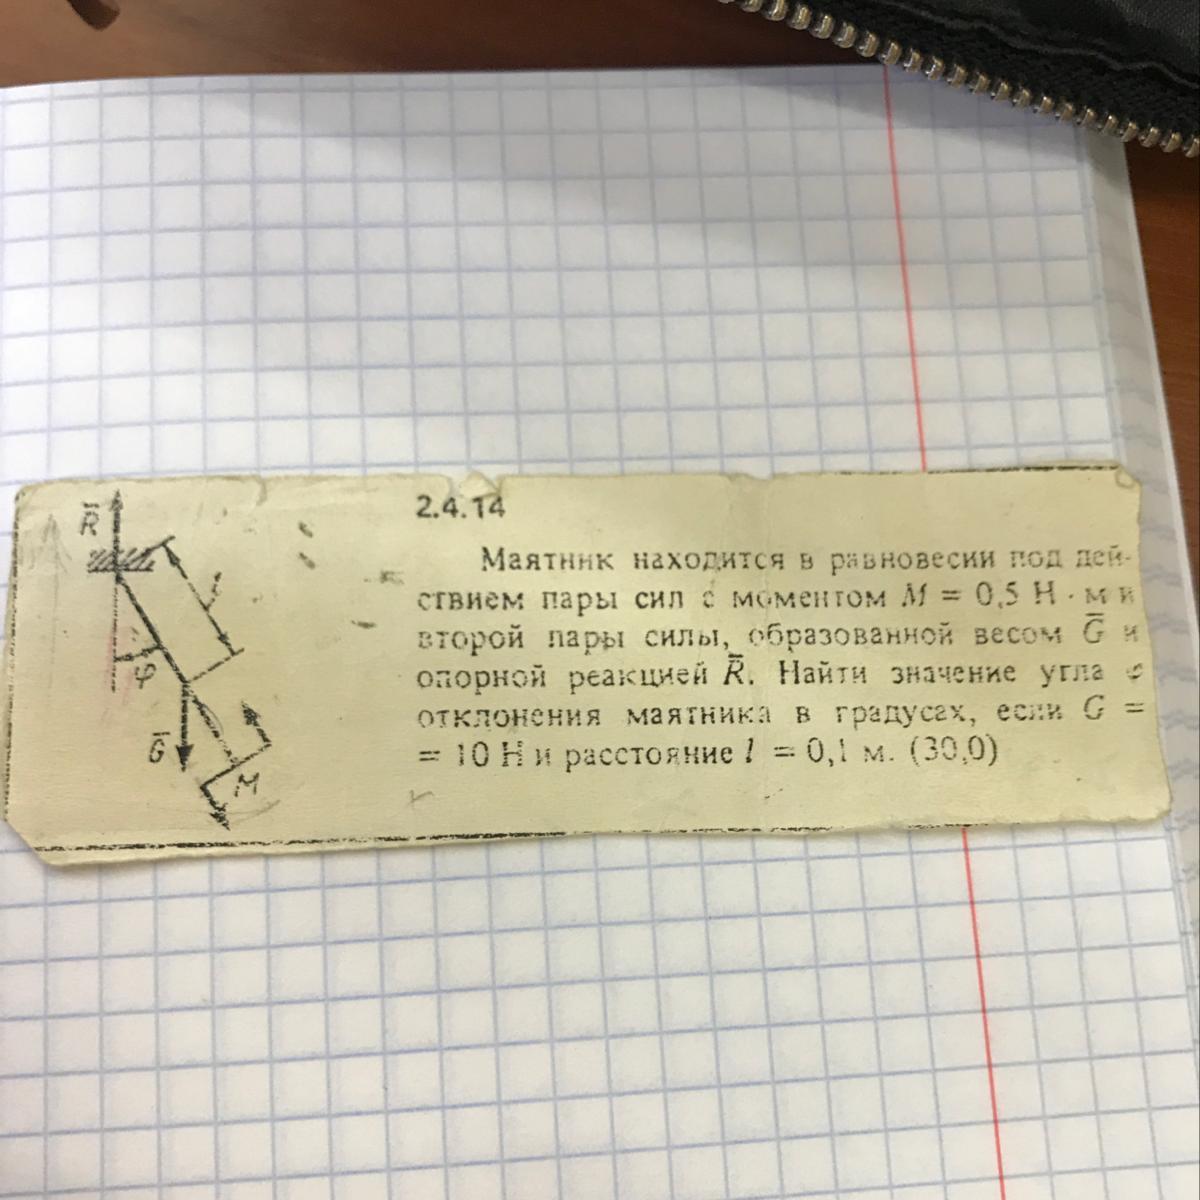 2.4.14
Маятник находится в равновесии под дей-
ствием пары сил с моментом M = 0,5 Н · м и
второй пары силы, образованной весом G̅ и
опорной реакцией R̅. Найти значение угла φ
отклонения маятника в градусах, если G =
= 10 Н и расстояние l = 0,1 м. (30,0)
R̅
l
φ
G̅
M